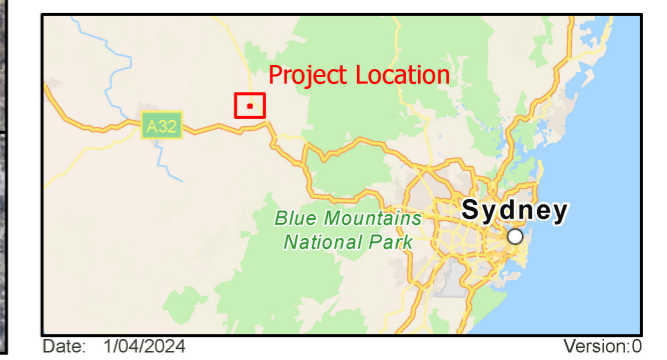 Project Location
A32
Sydney
Blue Mountains
National Park
Date: 1/04/2024 Version:0